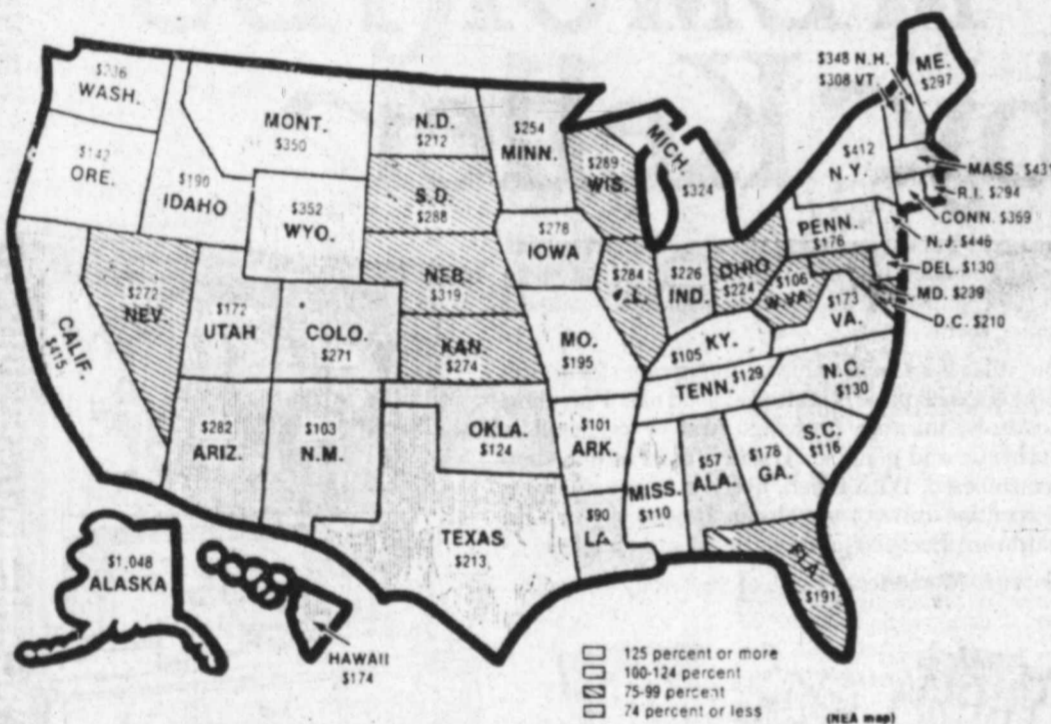 $348 N.H.
$308 VT.
ME.
$297
WASH.
MONT.
$350
N.D.
$212
$254
MINN.
MICH.
$324
$412
N.Y.
MASS.
R.I. $294
CONN. $369
N.J. $446
DEL. $130
MD. $239
D.C. $210
$142
ORE.
$190
IDAHO
$352
WYO.
S.D.
$288
$289
WIS.
$278
IOWA
PENN.
$176
NEB.
$319
$284
$226
IND.
OHIO
$224
$106
W.VA
$173
VA.
CALIF.
$415
$272
NEV.
$172
UTAH
COLO.
$271
KAN.
$274
MO.
$195
$105 KY.
TENN. $129
N.C.
$130
S.C.
$116
$282
ARIZ.
$103
N.M.
OKLA.
$124
$101
ARK.
MISS.
$110
$57
ALA.
$178
GA.
TEXAS
$213
$90
LA.
FLA.
$191
$1,048
ALASKA
HAWAII
$174
125 percent or more
100-124 percent
75-99 percent
74 percent or less
(NEA map)